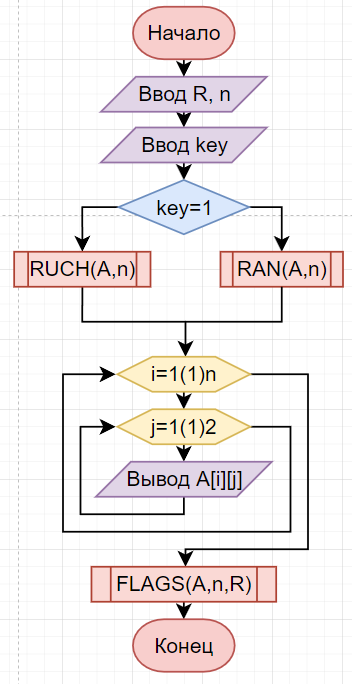 Начало
Ввод R, n
Ввод key
key=1
RUCH(A,n)
RAN(A,n)
i=1(1)n
j=1(1)2
Вывод A[i][j]
FLAGS(A,n,R)
Конец